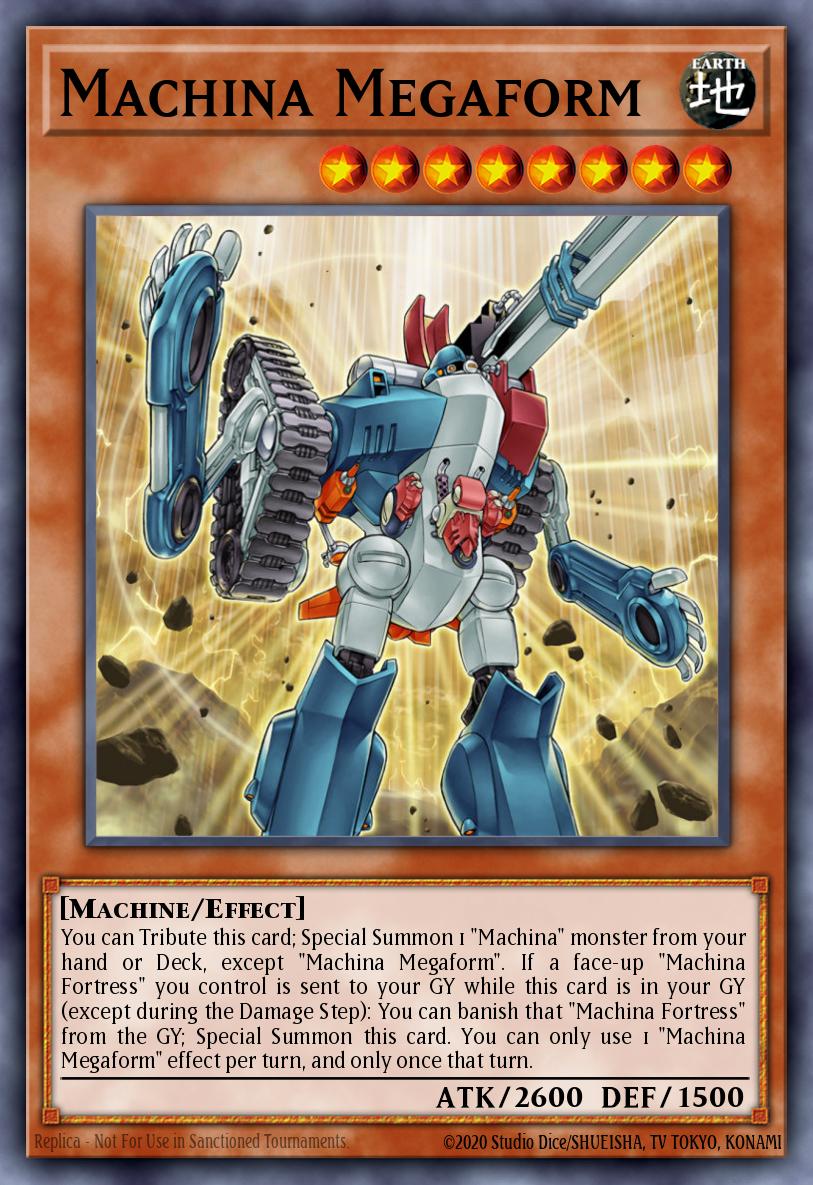 Machina Megaform
EARTH
地
[Machine/Effect]
You can Tribute this card; Special Summon 1 "Machina" monster from your
hand or Deck, except "Machina Megaform". If a face-up "Machina
Fortress" you control is sent to your GY while this card is in your GY
(except during the Damage Step): You can banish that "Machina Fortress"
from the GY; Special Summon this card. You can only use 1 "Machina
Megaform" effect per turn, and only once that turn.
ATK/2600 DEF/1500
Replica - Not For Use in Sanctioned Tournaments.
©2020 Studio Dice/SHUEISHA, TV TOKYO, KONAMI